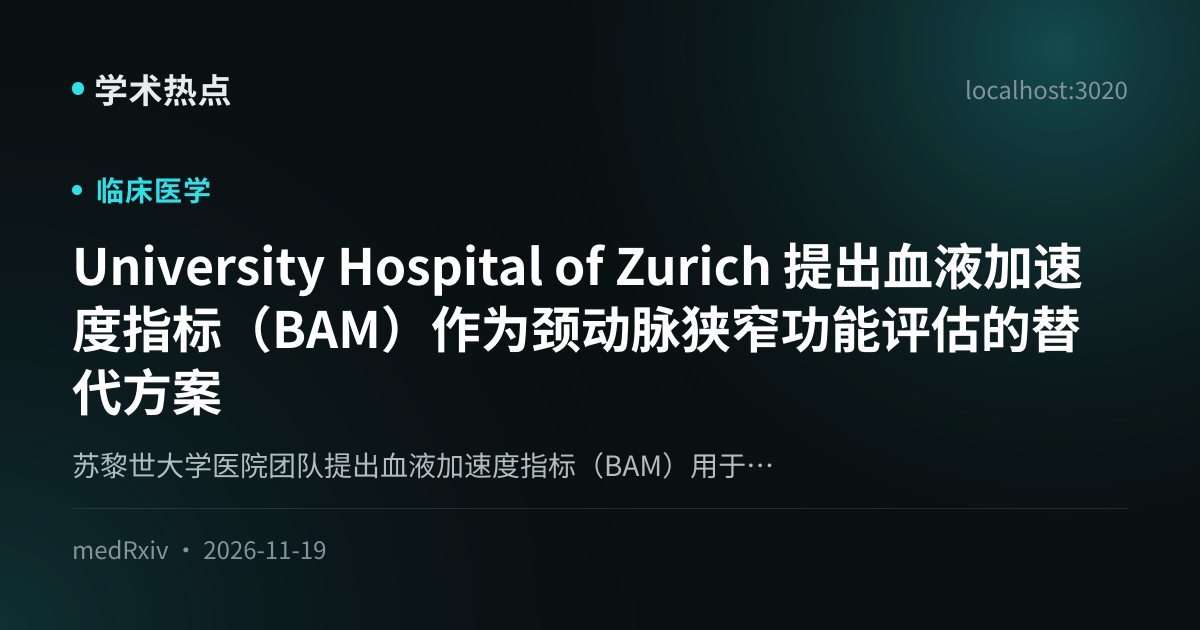 学术热点
localhost:3020
临床医学
University Hospital of Zurich 提出血液加速
度指标（BAM）作为颈动脉狭窄功能评估的替
代方案
苏黎世大学医院团队提出血液加速度指标（BAM）用于…
medRxiv · 2026-11-19